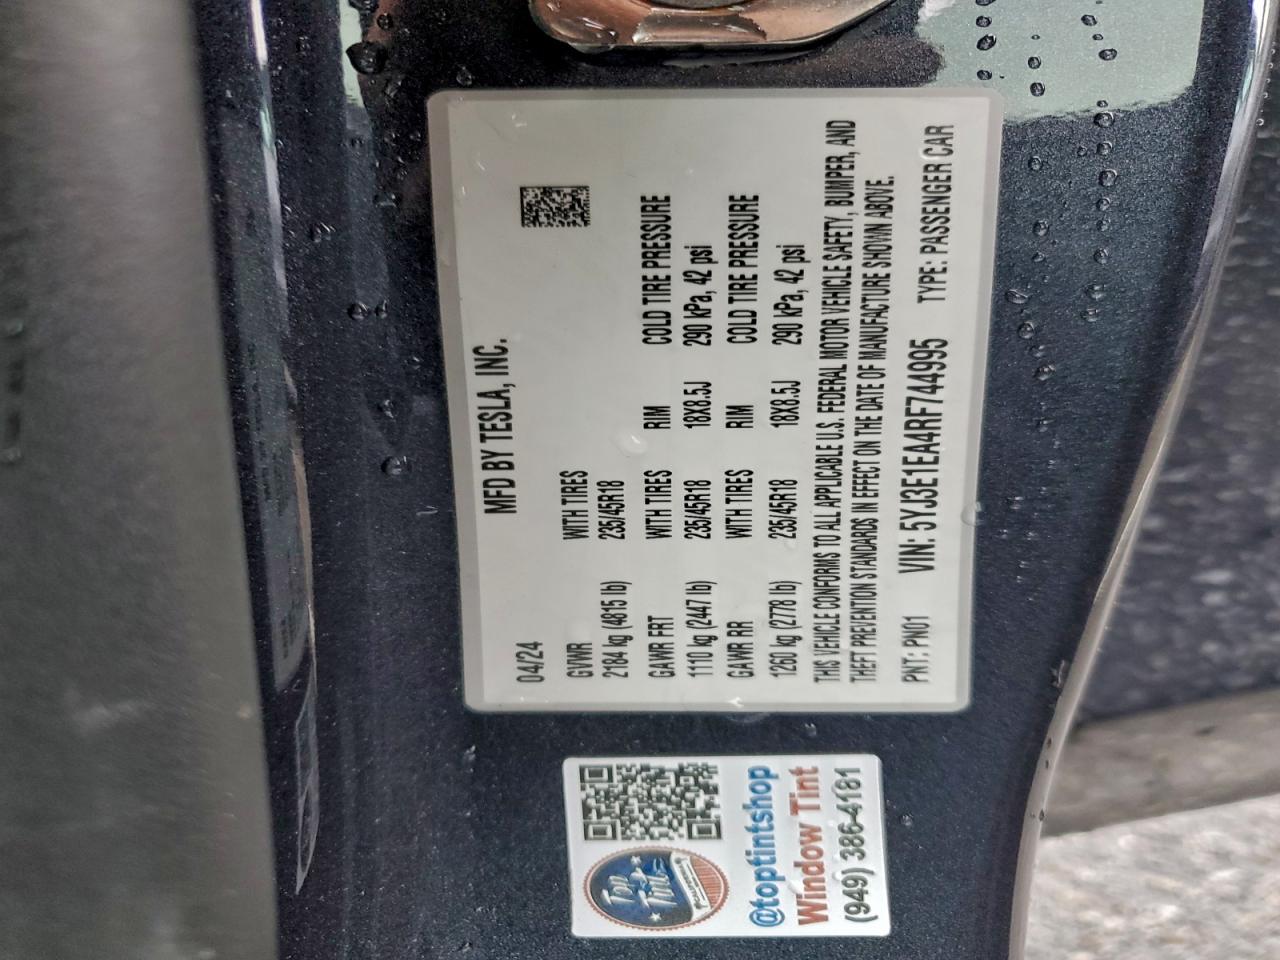 MFD BY TESLA, INC.
04/24
GVWR WITH TIRES
2184 kg (4815 lb) 235/45R18
GAWR FRT WITH TIRES RIM COLD TIRE PRESSURE
1110 kg (2447 lb) 235/45R18 18X8.5J 290 kPa, 42 psi
GAWR RR WITH TIRES RIM COLD TIRE PRESSURE
1260 kg (2778 lb) 235/45R18 18X8.5J 290 kPa, 42 psi
THIS VEHICLE CONFORMS TO ALL APPLICABLE U.S. FEDERAL MOTOR VEHICLE SAFETY, BUMPER, AND
THEFT PREVENTION STANDARDS IN EFFECT ON THE DATE OF MANUFACTURE SHOWN ABOVE.
PNT: PN01 VIN: 5YJ3E1EA4RF744995 TYPE: PASSENGER CAR
Top
Tint
@toptintshop
Window Tint
(949) 386-4181